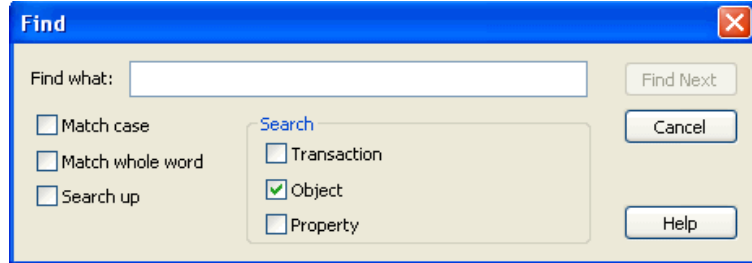 Find
Find what:
Find Next
Match case
Search
Cancel
Transaction
Match whole word
Object
Search up
Property
Help